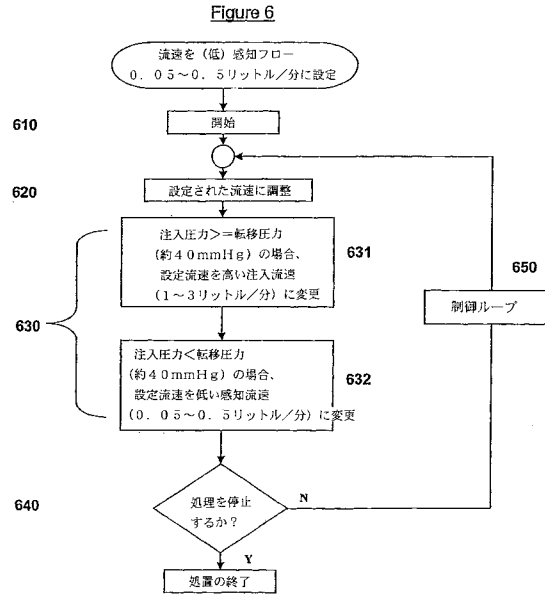 Figure 6
流速を（低）感知フロー
0．05～0．5リットル／分に設定
610
開始
620
設定された流速に調整
注入圧力＞＝転移圧力
（約40mmHg）の場合、
設定流速を高い注入流速
（1～3リットル／分）に変更
631
650
制御ループ
630
注入圧力＜転移圧力
（約40mmHg）の場合、
設定流速を低い感知流速
（0．05～0．5リットル／分）に変更
632
640
処理を停止
するか？
N
Y
処置の終了